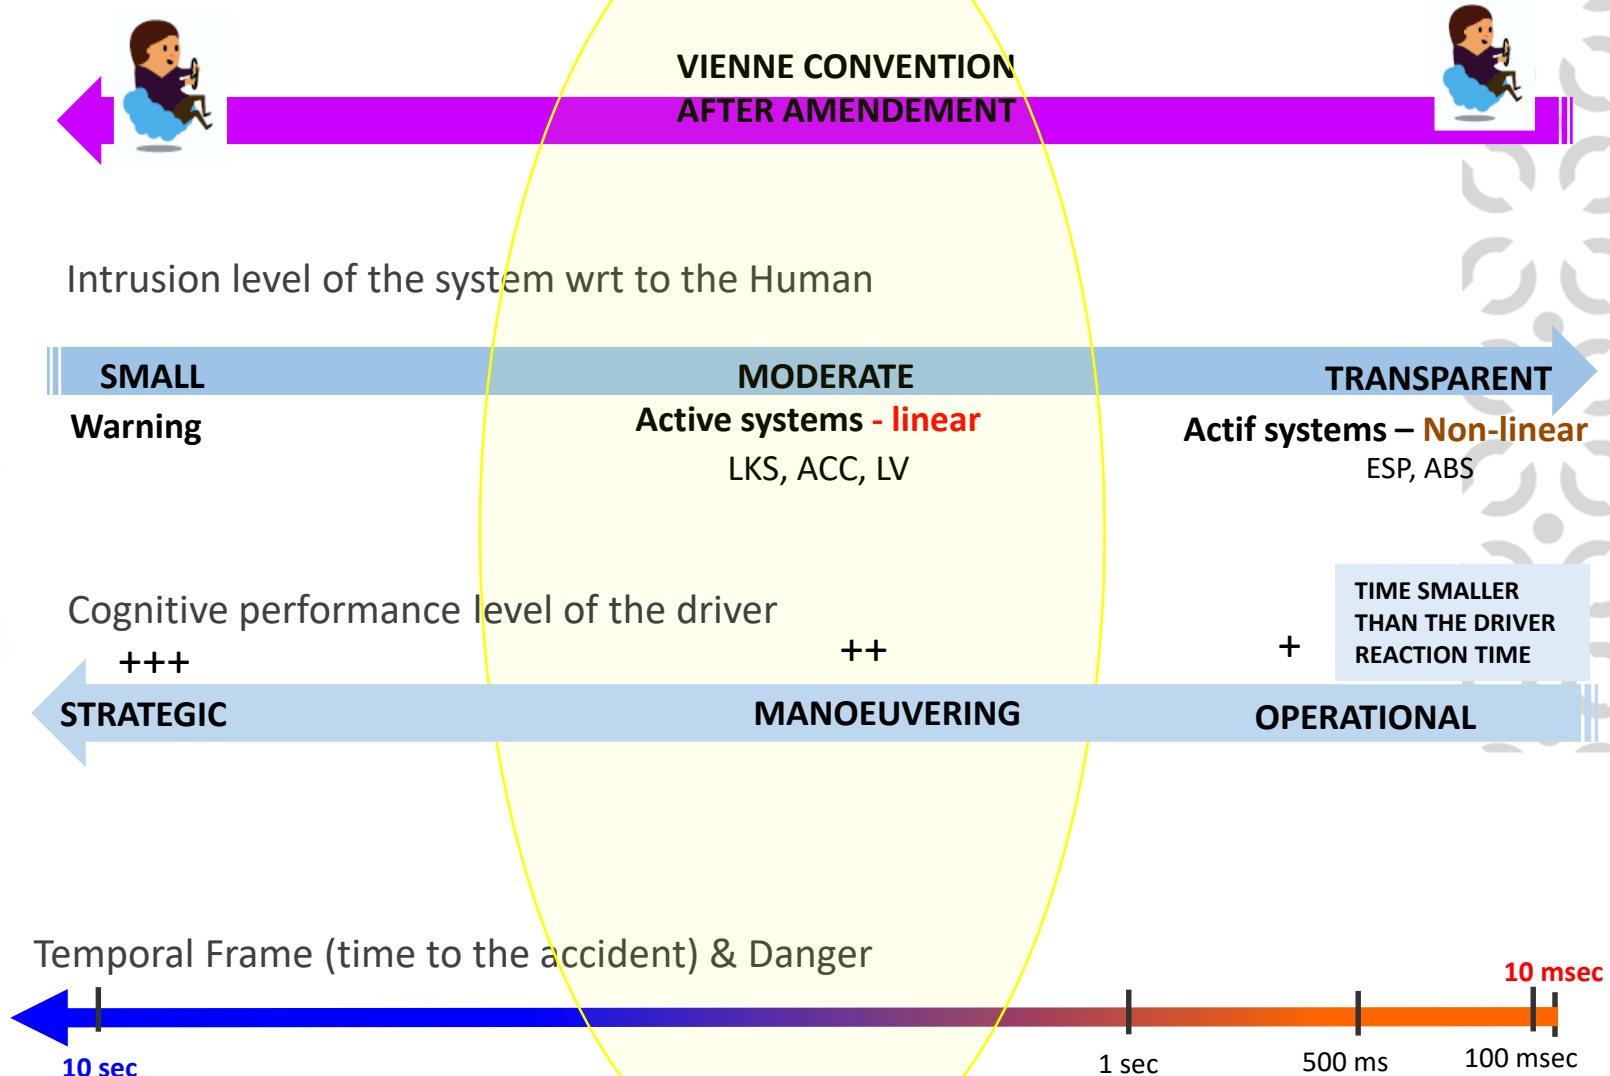 VIENNE CONVENTION
AFTER AMENDEMENT
Intrusion level of the system wrt to the Human
SMALL
MODERATE
TRANSPARENT
Warning
Active systems - linear
Actif systems – Non-linear
LKS, ACC, LV
ESP, ABS
Cognitive performance level of the driver
TIME SMALLER
THAN THE DRIVER
REACTION TIME
+++
++
+
STRATEGIC
MANOEUVERING
OPERATIONAL
Temporal Frame (time to the accident) & Danger
10 msec
10 sec
1 sec
500 ms
100 msec